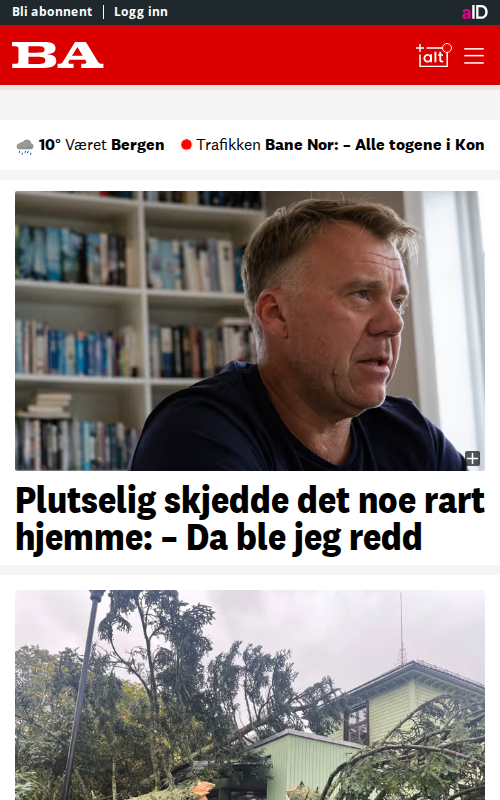 Bli abonnent | Logg inn
aID
BA
+alt
10° Været Bergen
Trafikken Bane Nor: – Alle togene i Kon
Plutselig skjedde det noe rart
hjemme: – Da ble jeg redd